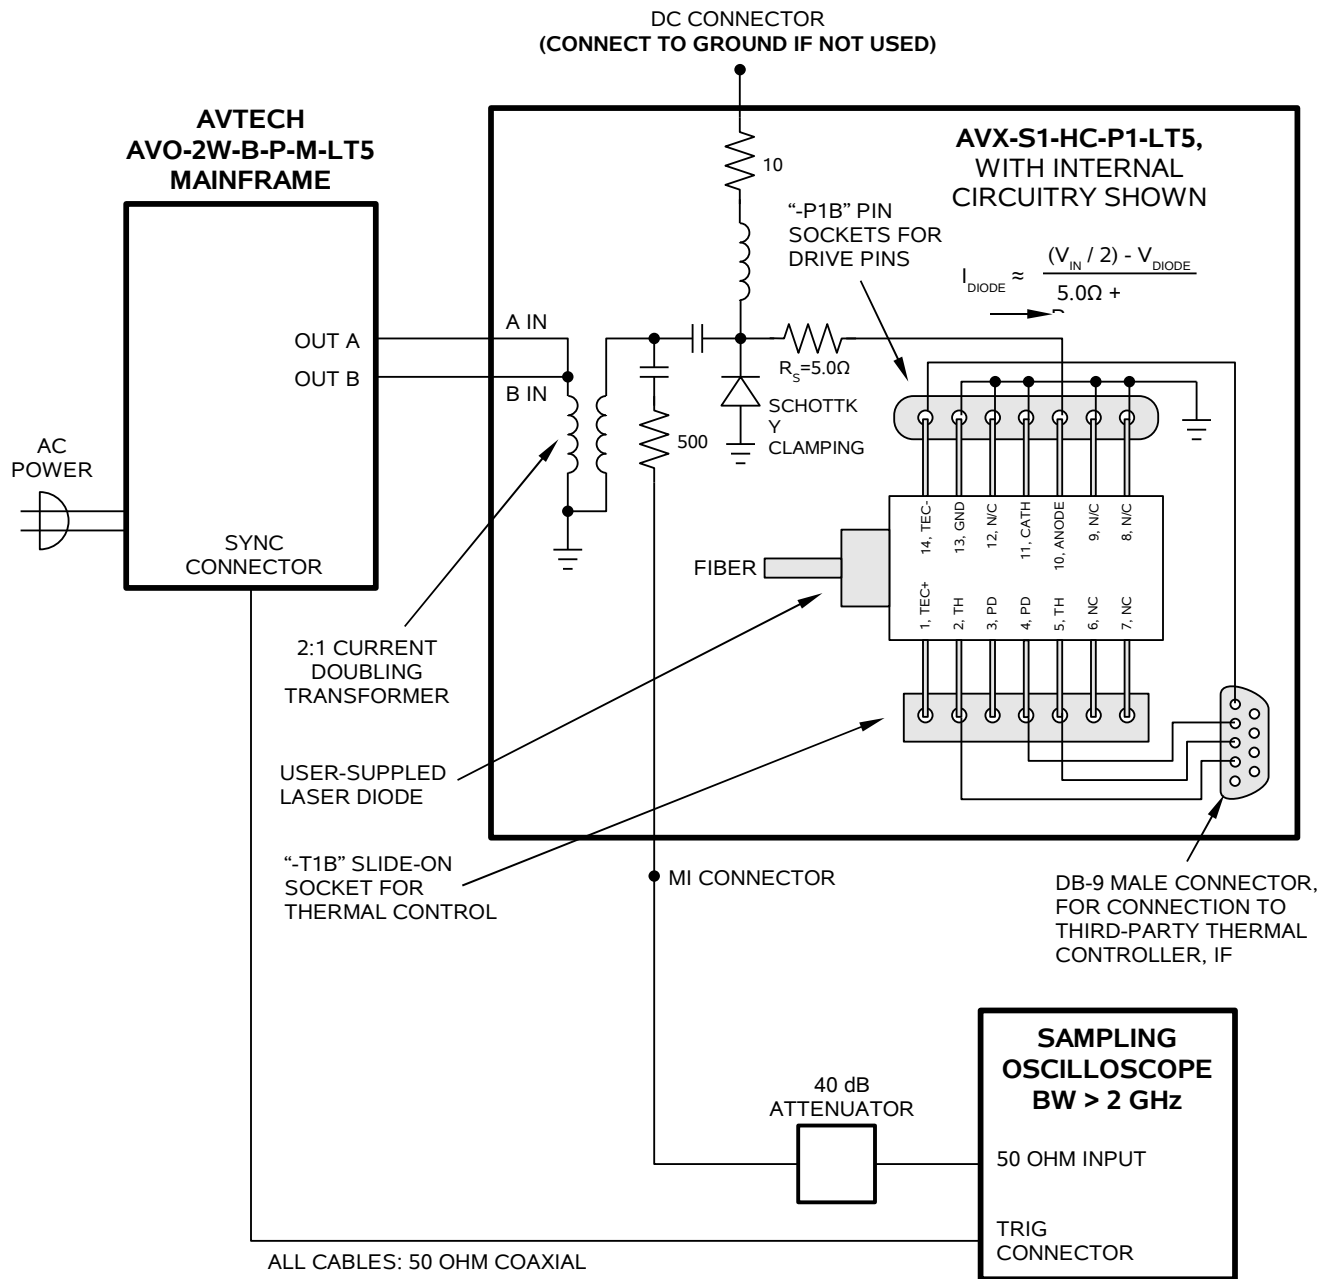 DC CONNECTOR
(CONNECT TO GROUND IF NOT USED)
AVTECH
AVO-2W-B-P-M-LT5
MAINFRAME
AVX-S1-HC-P1-LT5,
WITH INTERNAL
CIRCUITRY SHOWN
10
“-P1B” PIN
SOCKETS FOR
DRIVE PINS
I_DIODE ≈ (V_IN / 2) - V_DIODE
5.0Ω +
A IN
OUT A
OUT B
B IN
R_S=5.0Ω
SCHOTTK
Y
CLAMPING
500
AC
POWER
SYNC
CONNECTOR
14, TEC-
13, GND
12, N/C
11, CATH
10, ANODE
9, N/C
8, N/C
FIBER
1, TEC+
2, TH
3, PD
4, PD
5, TH
6, NC
7, NC
2:1 CURRENT
DOUBLING
TRANSFORMER
USER-SUPPLED
LASER DIODE
“-T1B” SLIDE-ON
SOCKET FOR
THERMAL CONTROL
MI CONNECTOR
DB-9 MALE CONNECTOR,
FOR CONNECTION TO
THIRD-PARTY THERMAL
CONTROLLER, IF
SAMPLING
OSCILLOSCOPE
BW > 2 GHz
40 dB
ATTENUATOR
50 OHM INPUT
TRIG
CONNECTOR
ALL CABLES: 50 OHM COAXIAL